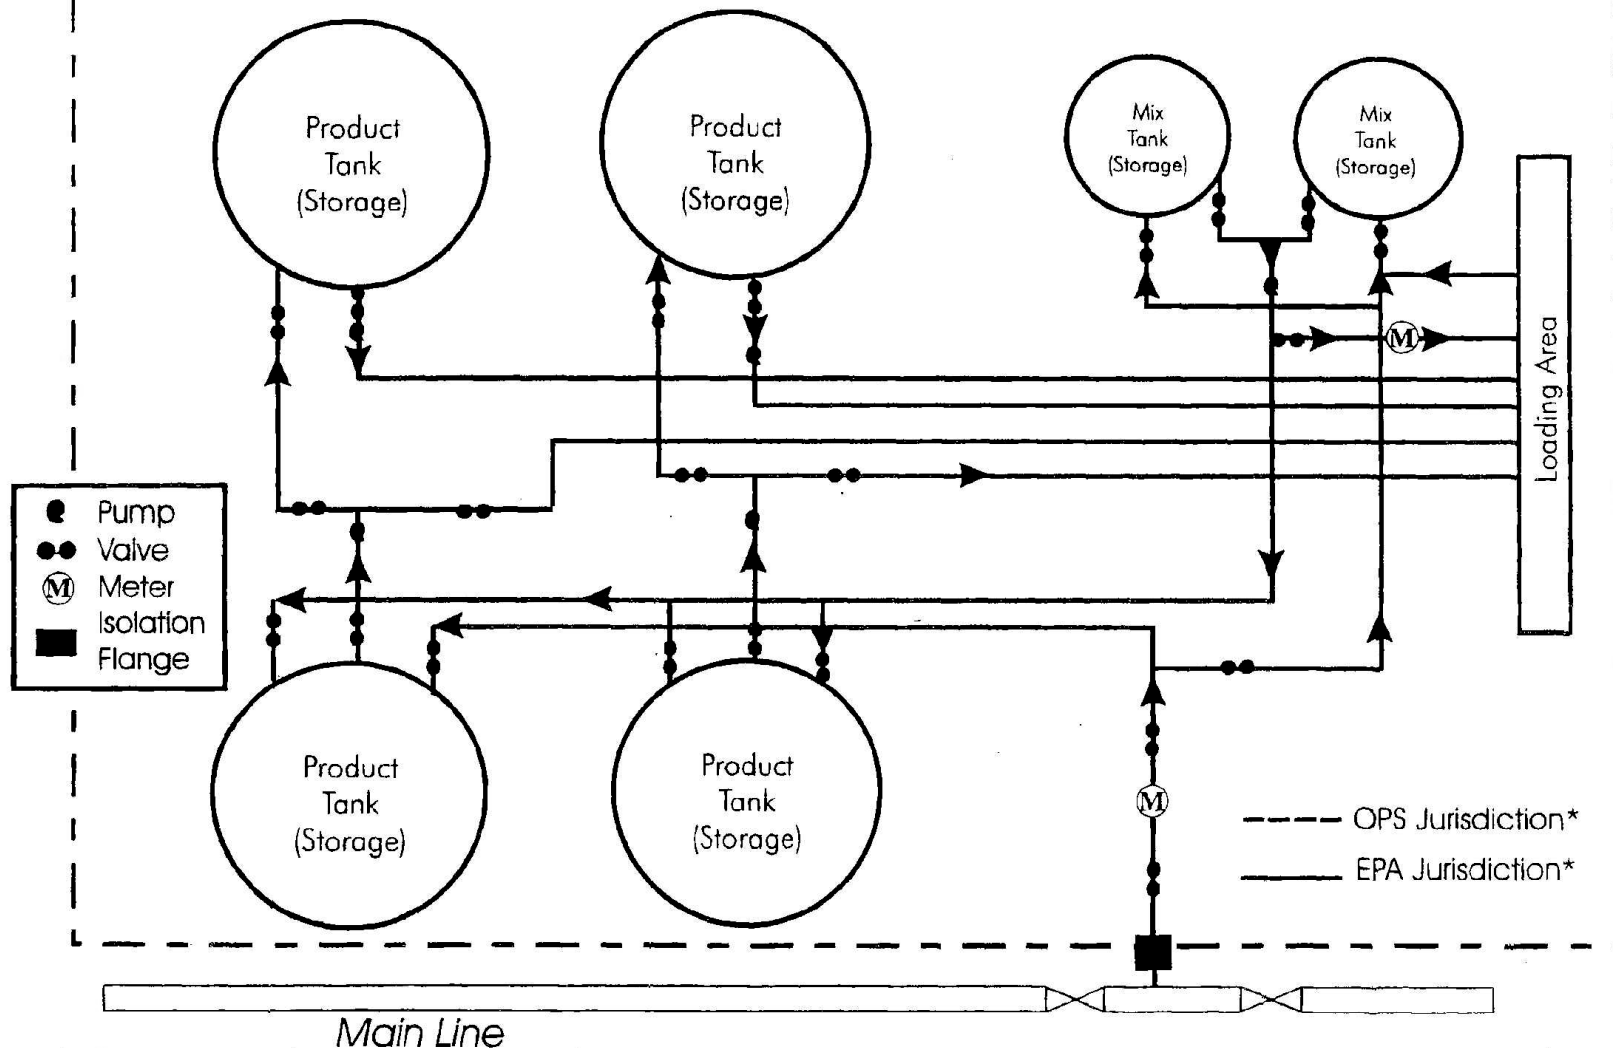 Product
Tank
(Storage)
Product
Tank
(Storage)
Mix
Tank
(Storage)
Mix
Tank
(Storage)
M
Loading Area
Pump
Valve
M Meter
Isolation
Flange
Product
Tank
(Storage)
Product
Tank
(Storage)
M
OPS Jurisdiction*
EPA Jurisdiction*
Main Line